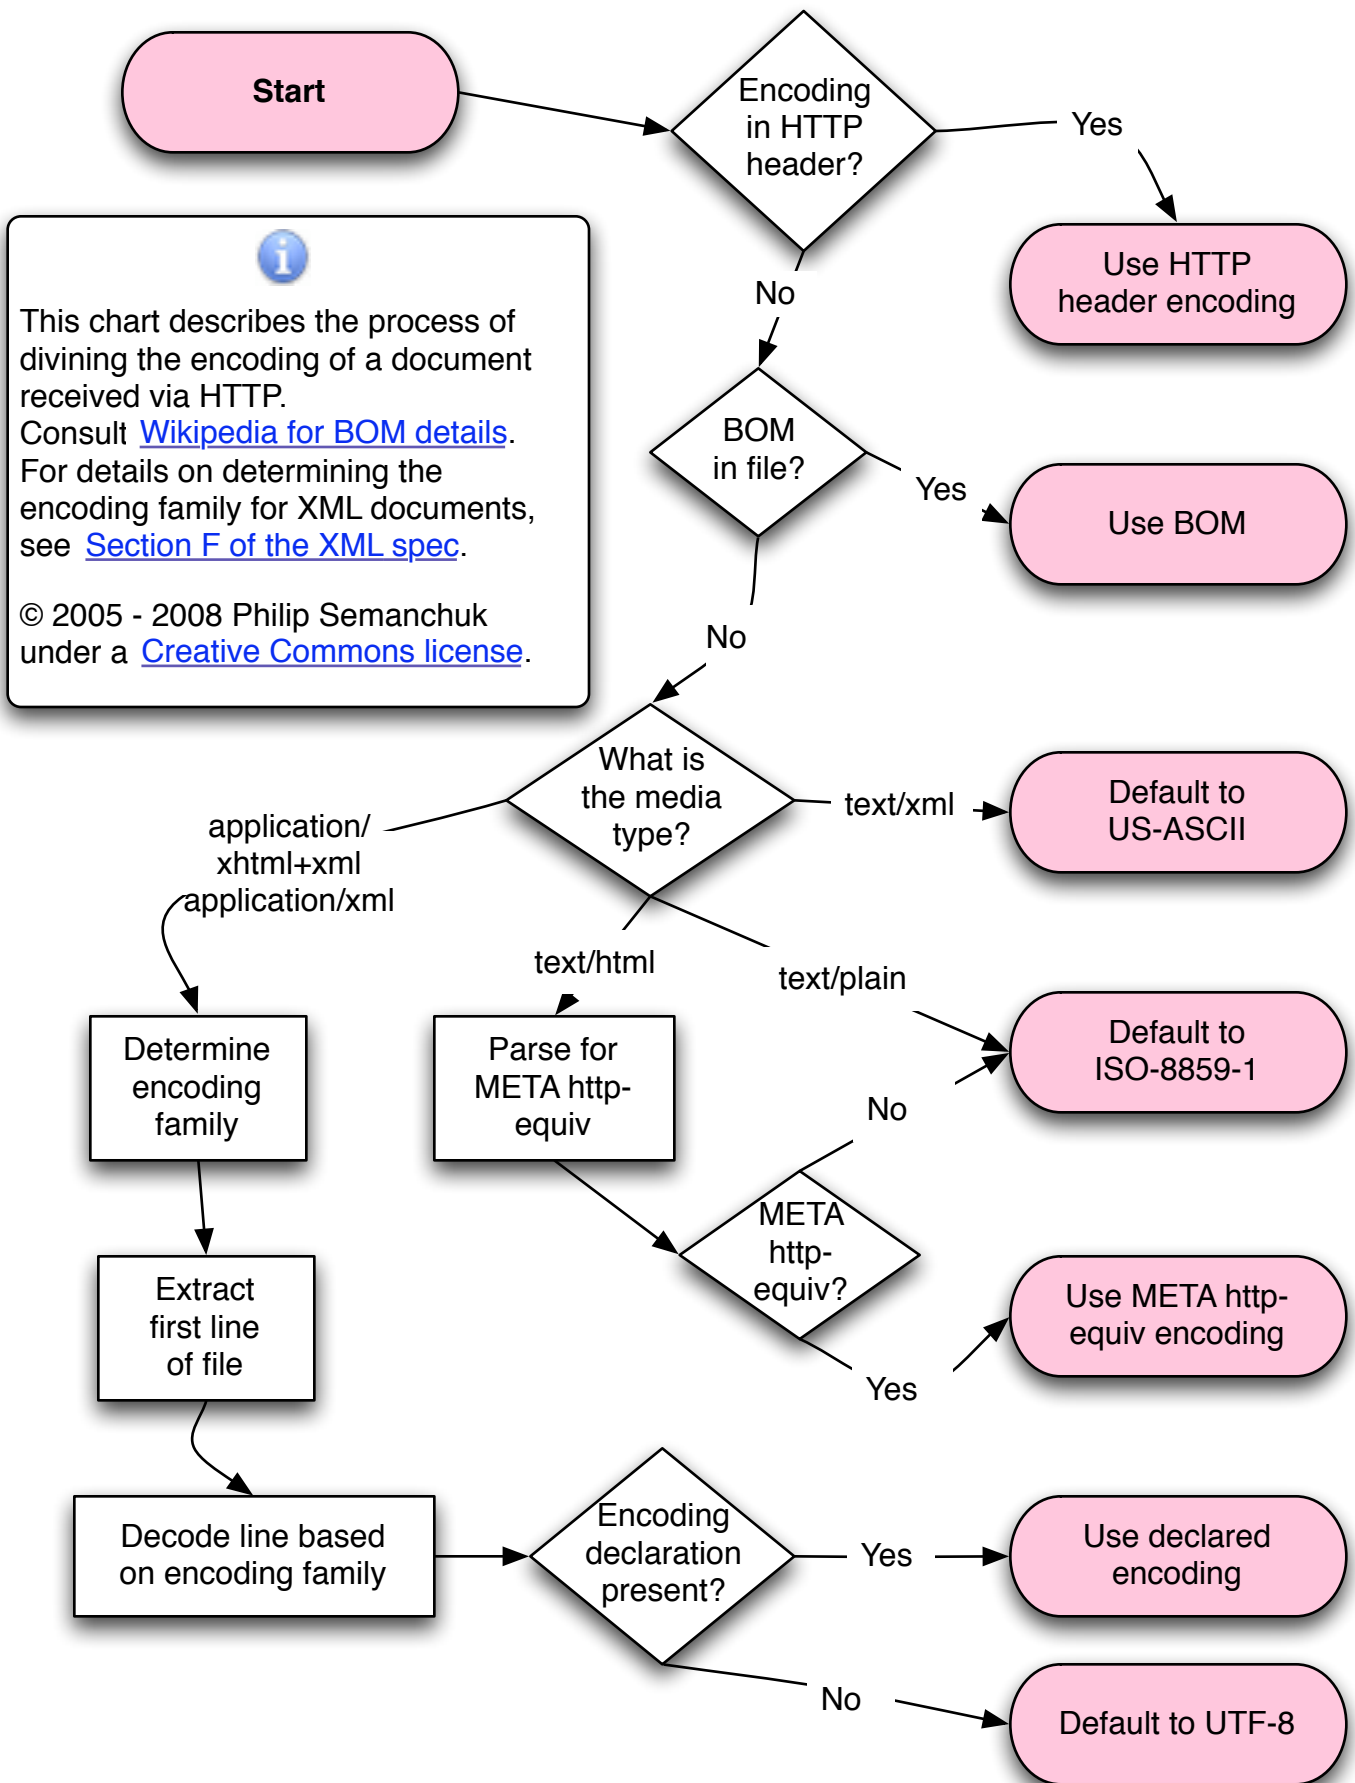 Start
Encoding
in HTTP
header?
Yes
Use HTTP
header encoding
No
This chart describes the process of
divining the encoding of a document
received via HTTP.
Consult Wikipedia for BOM details.
For details on determining the
encoding family for XML documents,
see Section F of the XML spec.
© 2005 - 2008 Philip Semanchuk
under a Creative Commons license.
BOM
in file?
Yes
Use BOM
No
What is
the media
type?
text/xml
Default to
US-ASCII
application/
xhtml+xml
application/xml
text/html
text/plain
Determine
encoding
family
Parse for
META http-
equiv
Default to
ISO-8859-1
No
META
http-
equiv?
Extract
first line
of file
Use META http-
equiv encoding
Yes
Decode line based
on encoding family
Encoding
declaration
present?
Yes
Use declared
encoding
No
Default to UTF-8